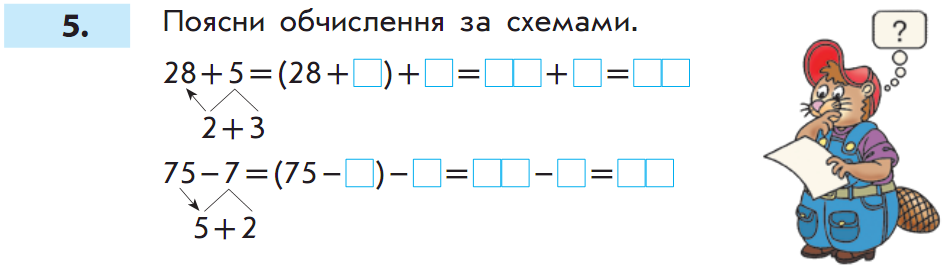 5. Поясни обчислення за схемами.
?
28 + 5 = (28 + □) + □ = □□ + □ = □□
2 + 3
75 − 7 = (75 − □) − □ = □□ − □ = □□
5 + 2